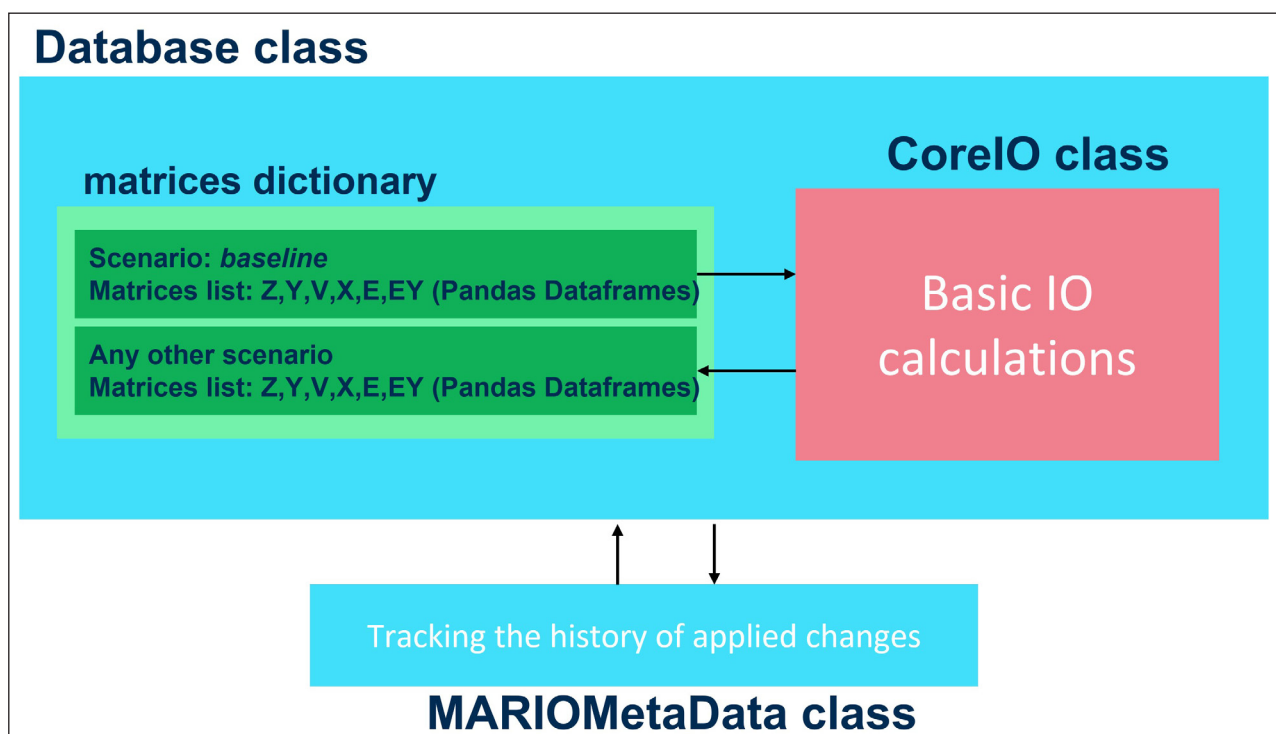 Database class
matrices dictionary
Scenario: baseline
Matrices list: Z,Y,V,X,E,EY (Pandas Dataframes)
Any other scenario
Matrices list: Z,Y,V,X,E,EY (Pandas Dataframes)
CoreIO class
Basic IO
calculations
Tracking the history of applied changes
MARIOMetaData class